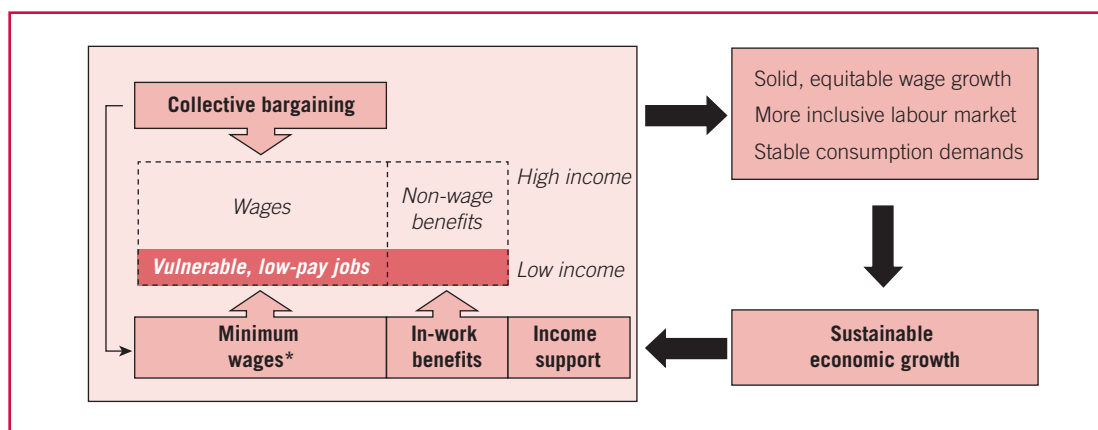 Collective bargaining
Wages
Non-wage
benefits
High income
Vulnerable, low-pay jobs
Low income
Minimum
wages*
In-work
benefits
Income
support
Solid, equitable wage growth
More inclusive labour market
Stable consumption demands
Sustainable
economic growth